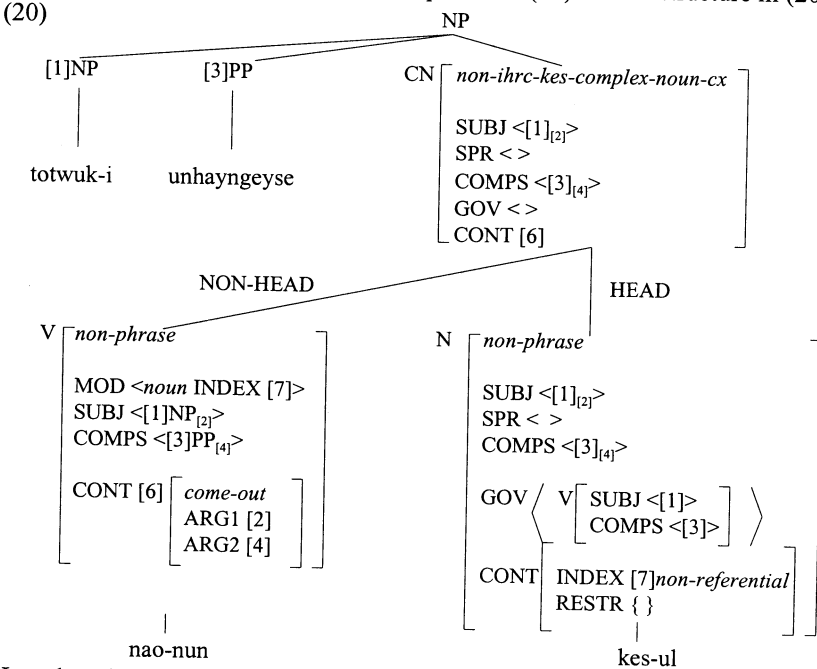 (20)
NP
[1]NP [3]PP CN non-ihrc-kes-complex-noun-cx
SUBJ <[1][2]>
SPR < >
totwuk-i unhayngeyse COMPS <[3][4]>
GOV < >
CONT [6]
NON-HEAD HEAD
V non-phrase N non-phrase
MOD <noun INDEX [7]> SUBJ <[1][2]>
SUBJ <[1]NP[2]> SPR < >
COMPS <[3]PP[4]> COMPS <[3][4]>
CONT [6] come-out GOV < V SUBJ <[1]> >
ARG1 [2] COMPS <[3]>
ARG2 [4]
CONT INDEX [7]non-referential
RESTR { }
nao-nun kes-ul